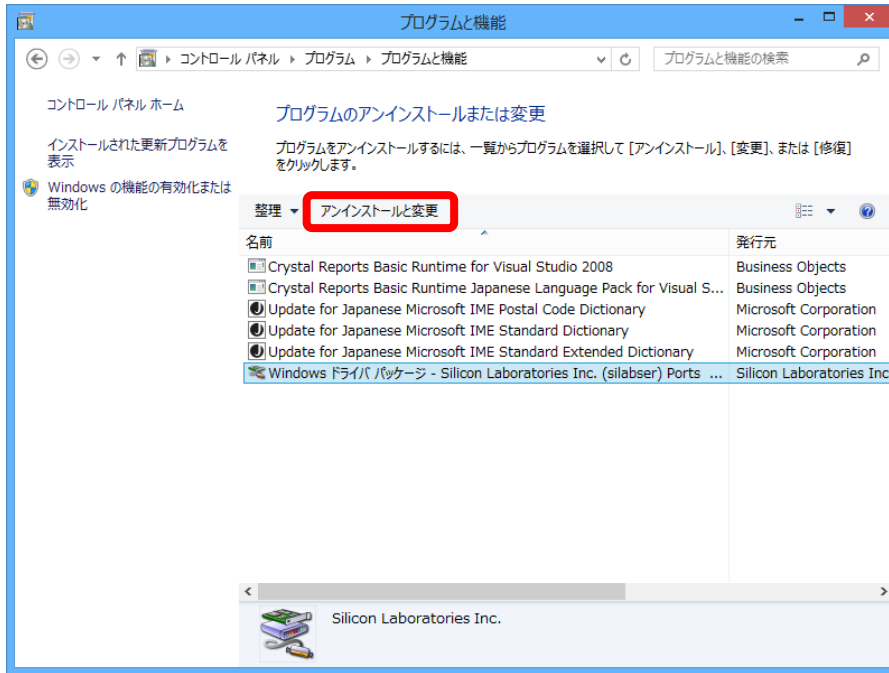 プログラムと機能
コントロール パネル プログラム プログラムと機能
プログラムと機能の検索
コントロール パネル ホーム
インストールされた更新プログラムを
表示
Windows の機能の有効化または
無効化
プログラムのアンインストールまたは変更
プログラムをアンインストールするには、一覧からプログラムを選択して [アンインストール]、[変更]、または [修復]
をクリックします。
整理 アンインストールと変更
名前 発行元
Crystal Reports Basic Runtime for Visual Studio 2008 Business Objects
Crystal Reports Basic Runtime Japanese Language Pack for Visual S... Business Objects
Update for Japanese Microsoft IME Postal Code Dictionary Microsoft Corporation
Update for Japanese Microsoft IME Standard Dictionary Microsoft Corporation
Update for Japanese Microsoft IME Standard Extended Dictionary Microsoft Corporation
Windows ドライバ パッケージ - Silicon Laboratories Inc. (silabser) Ports ... Silicon Laboratories Inc
Silicon Laboratories Inc.